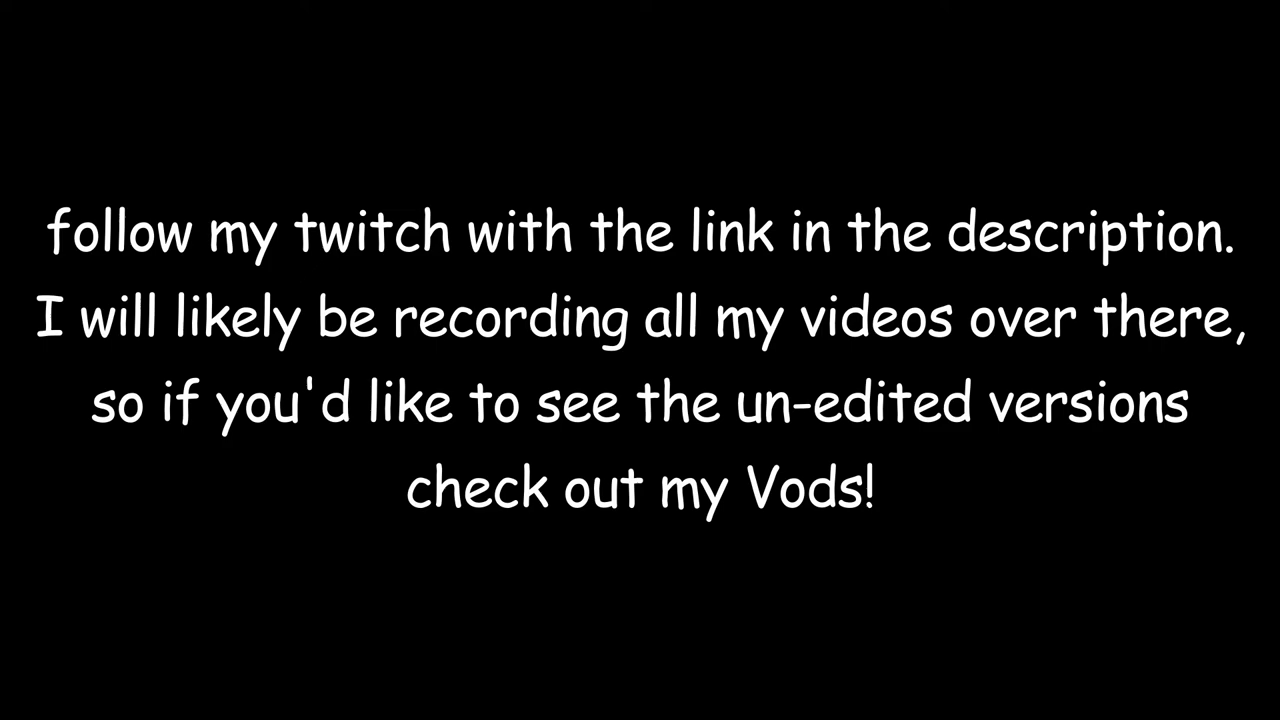 follow my twitch with the link in the description.
I will likely be recording all my videos over there,
so if you'd like to see the un-edited versions
check out my Vods!